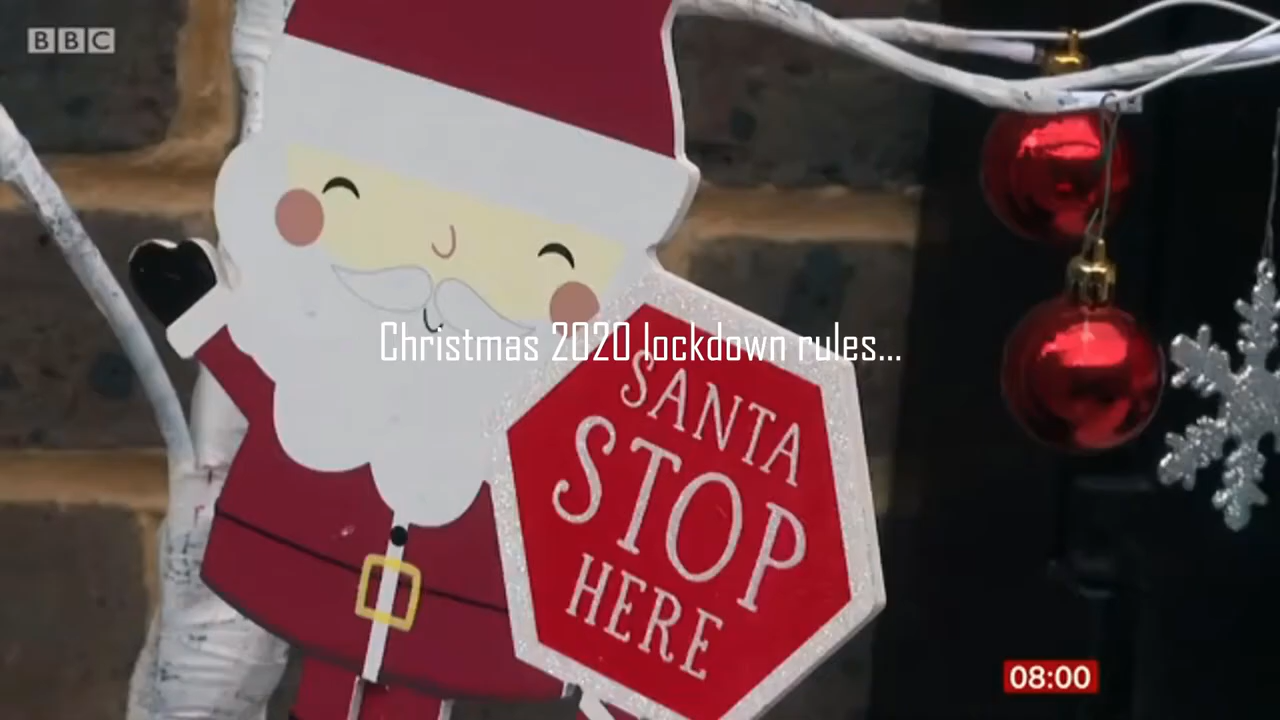 BBC
Christmas 2020 lockdown rules...
SANTA
STOP
HERE
08:00